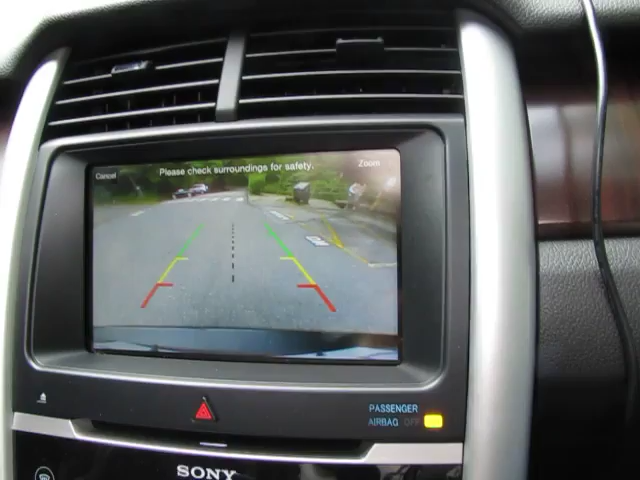 Cancel
Please check surroundings for safety.
Zoom
PASSENGER
AIRBAG OFF
SONY